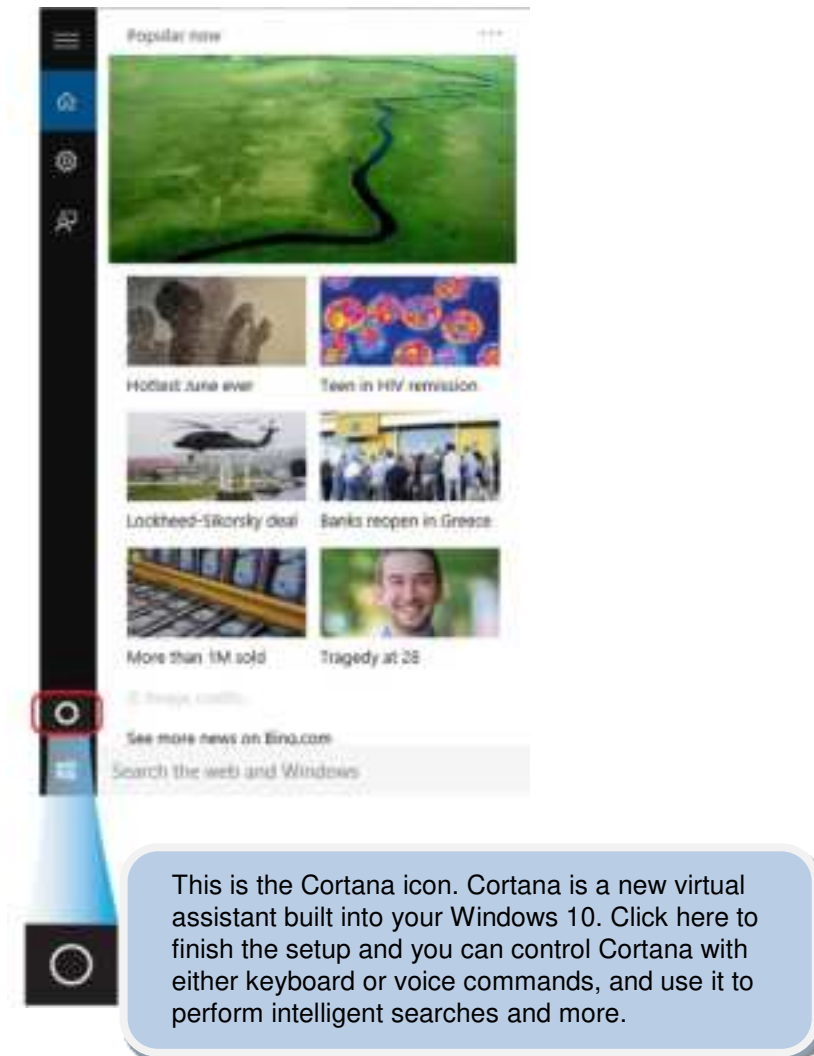 Popular now
Hottest June ever
Teen in HIV remission
Lockheed-Sikorsky deal
Banks reopen in Greece
More than 1M sold
Tragedy at 28
See more news on Bing.com
Search the web and Windows
This is the Cortana icon. Cortana is a new virtual
assistant built into your Windows 10. Click here to
finish the setup and you can control Cortana with
either keyboard or voice commands, and use it to
perform intelligent searches and more.